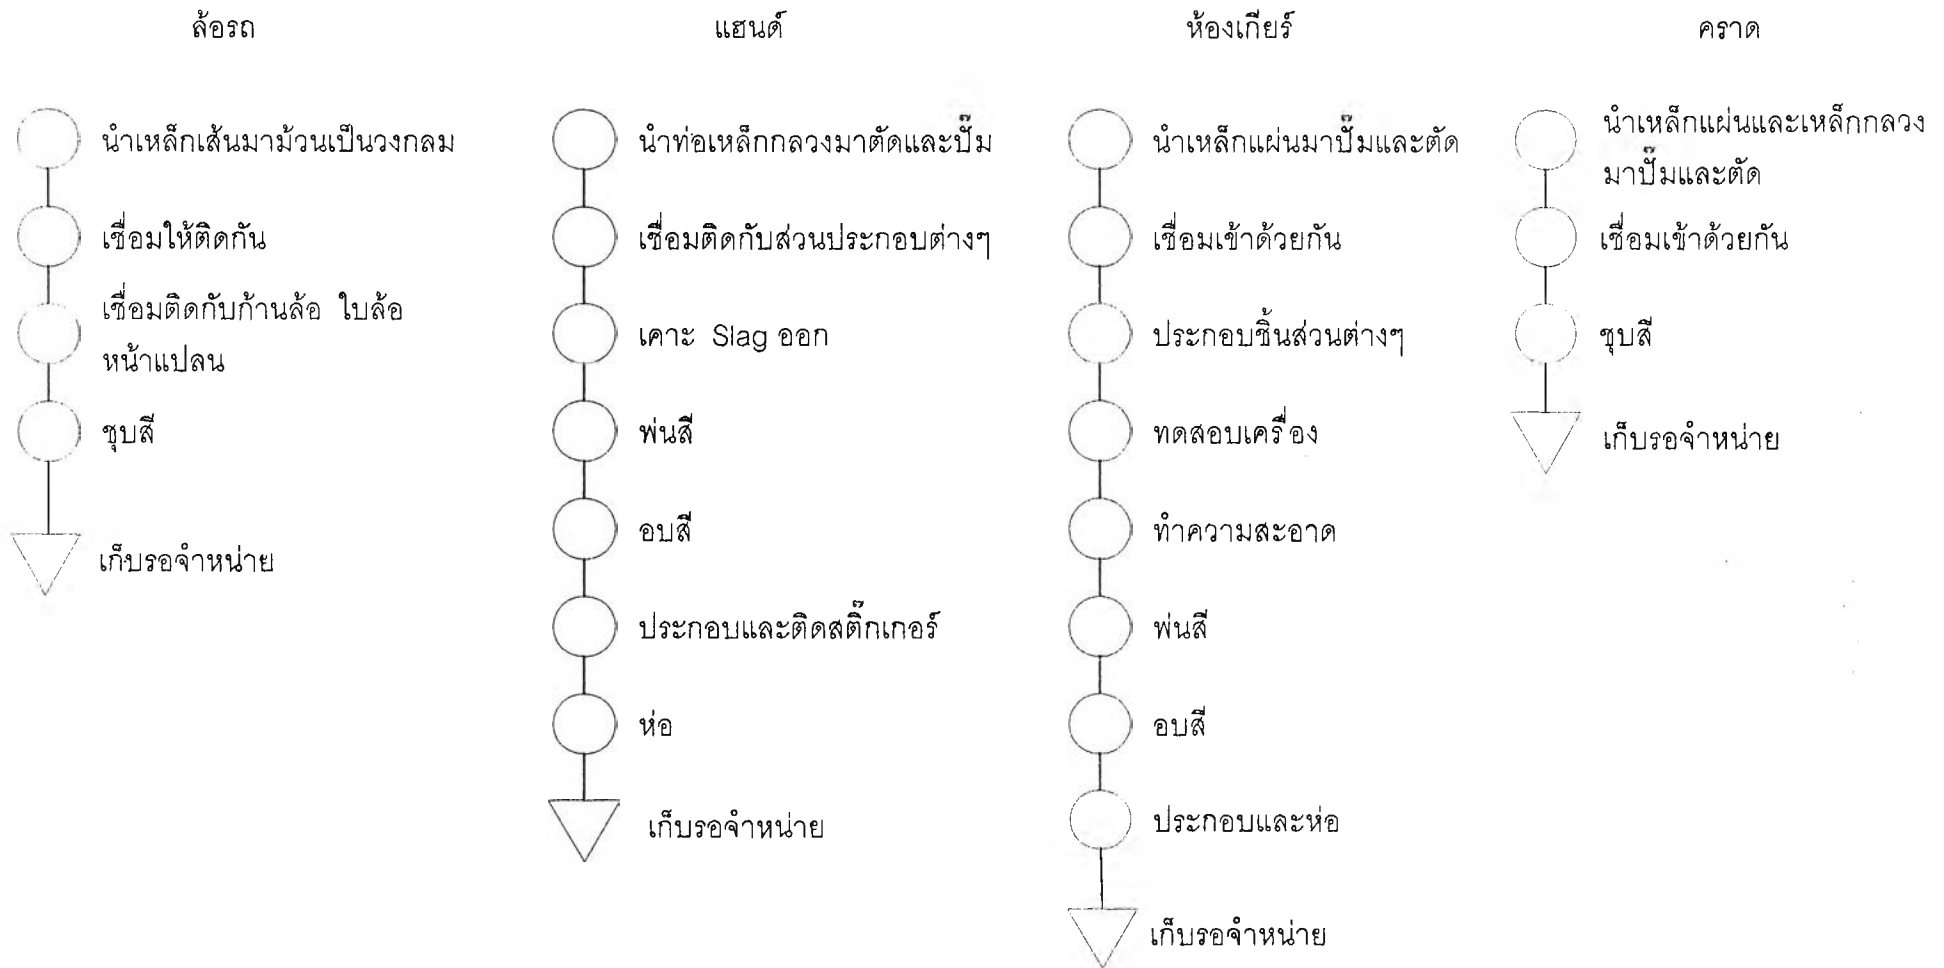 ล้อรถ
นำเหล็กเส้นมาม้วนเป็นวงกลม
เชื่อมให้ติดกัน
เชื่อมติดกับก้านล้อ ใบล้อ
หน้าแปลน
ชุบสี
เก็บรอจำหน่าย
แฮนด์
นำท่อเหล็กกลวงมาตัดและปั๊ม
เชื่อมติดกับส่วนประกอบต่างๆ
เคาะ Slag ออก
พ่นสี
อบสี
ประกอบและติดสติ๊กเกอร์
ห่อ
เก็บรอจำหน่าย
ห้องเกียร์
นำเหล็กแผ่นมาปั๊มและตัด
เชื่อมเข้าด้วยกัน
ประกอบชิ้นส่วนต่างๆ
ทดสอบเครื่อง
ทำความสะอาด
พ่นสี
อบสี
ประกอบและห่อ
เก็บรอจำหน่าย
คราด
นำเหล็กแผ่นและเหล็กกลวง
มาปั๊มและตัด
เชื่อมเข้าด้วยกัน
ชุบสี
เก็บรอจำหน่าย